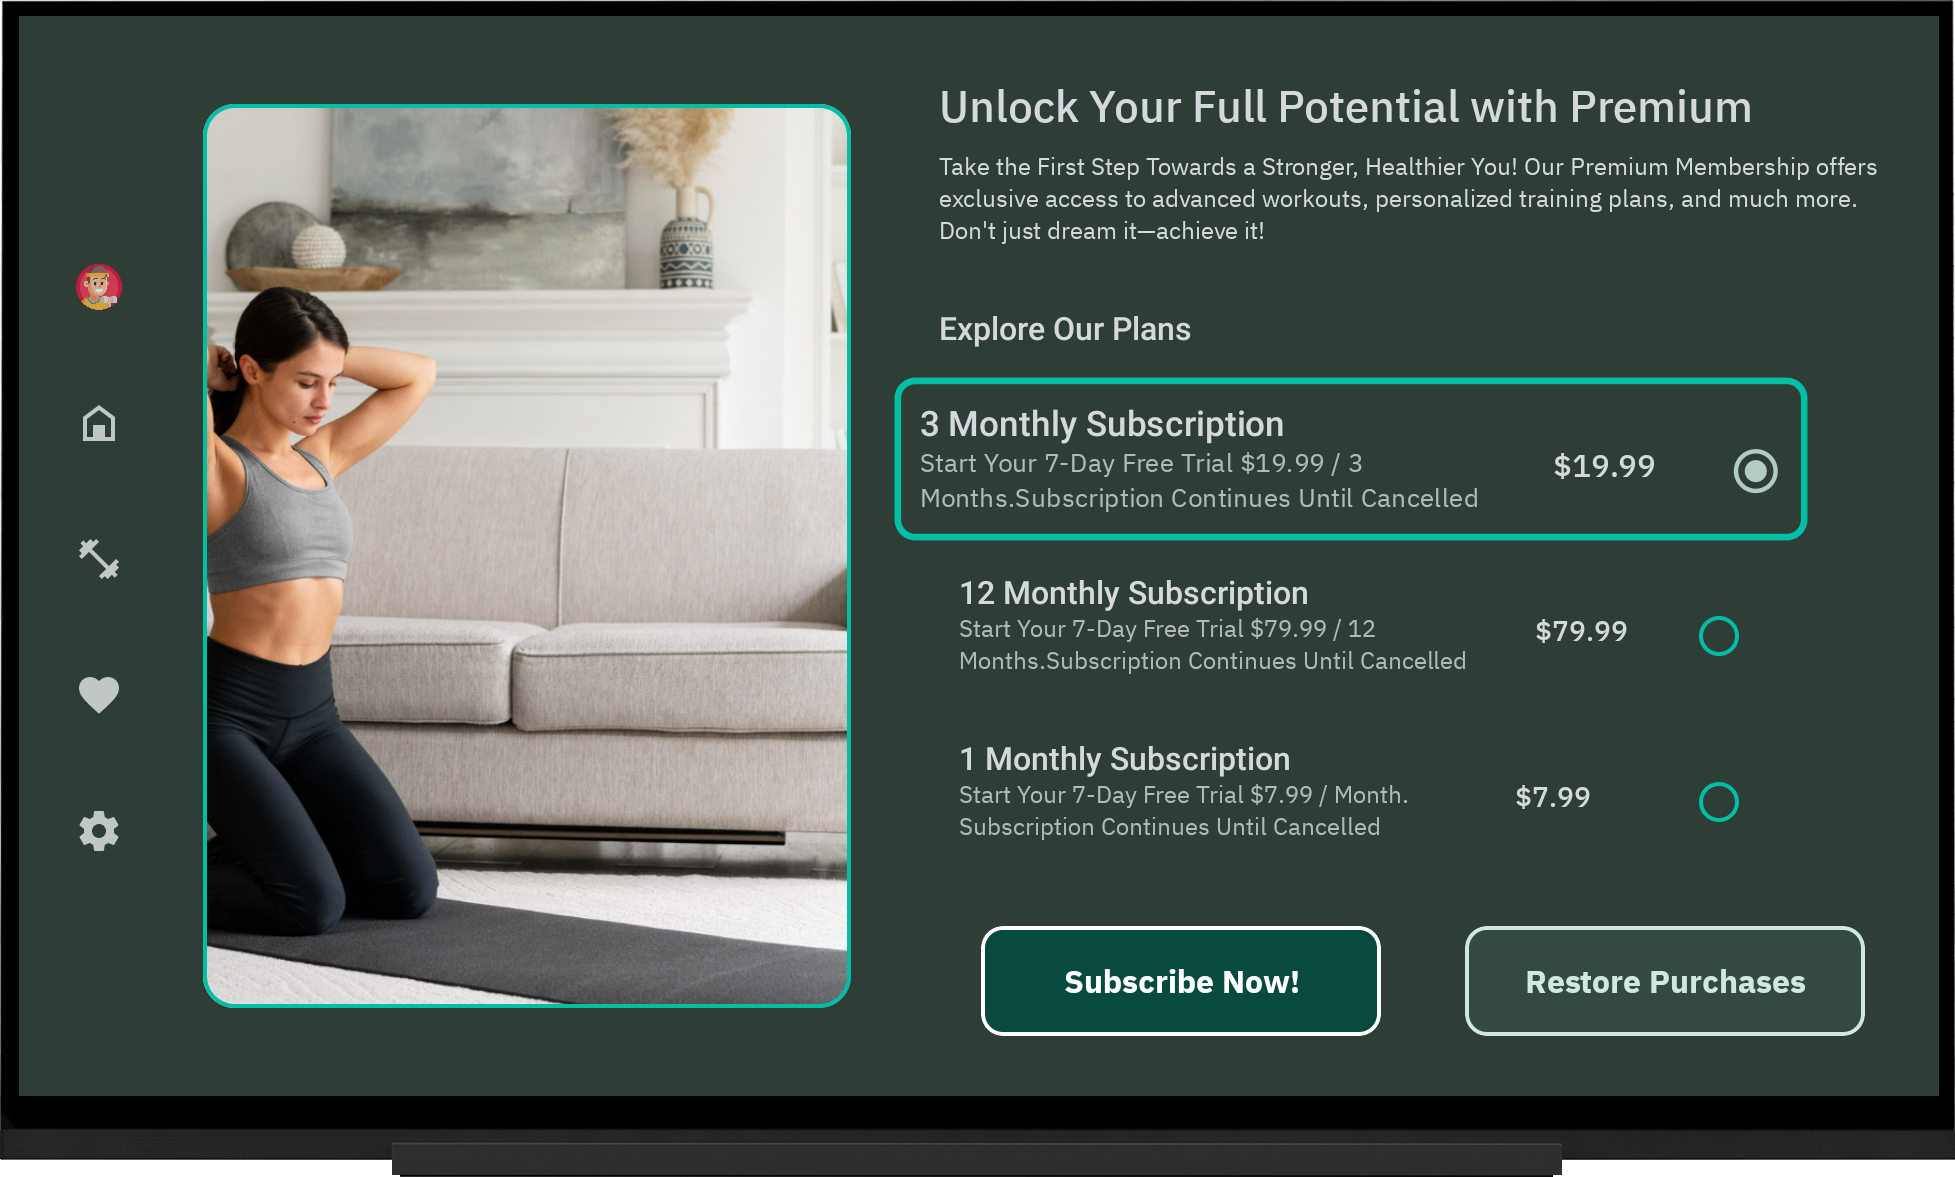 Unlock Your Full Potential with Premium
Take the First Step Towards a Stronger, Healthier You! Our Premium Membership offers
exclusive access to advanced workouts, personalized training plans, and much more.
Don't just dream it—achieve it!
Explore Our Plans
3 Monthly Subscription
Start Your 7-Day Free Trial $19.99 / 3
Months.Subscription Continues Until Cancelled
$19.99
12 Monthly Subscription
Start Your 7-Day Free Trial $79.99 / 12
Months.Subscription Continues Until Cancelled
$79.99
1 Monthly Subscription
Start Your 7-Day Free Trial $7.99 / Month.
Subscription Continues Until Cancelled
$7.99
Subscribe Now!
Restore Purchases